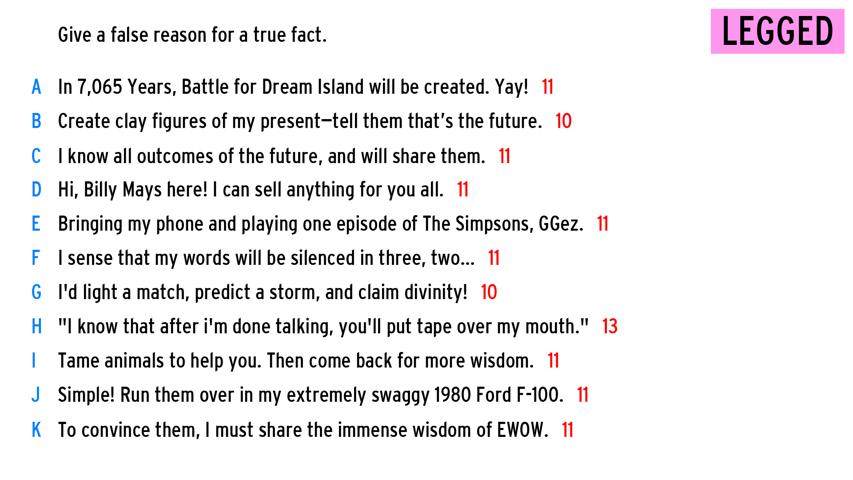 Give a false reason for a true fact.
LEGGED
A In 7,065 Years, Battle for Dream Island will be created. Yay! 11
B Create clay figures of my present—tell them that's the future. 10
C I know all outcomes of the future, and will share them. 11
D Hi, Billy Mays here! I can sell anything for you all. 11
E Bringing my phone and playing one episode of The Simpsons, GGez. 11
F I sense that my words will be silenced in three, two... 11
G I'd light a match, predict a storm, and claim divinity! 10
H "I know that after i'm done talking, you'll put tape over my mouth." 13
I Tame animals to help you. Then come back for more wisdom. 11
J Simple! Run them over in my extremely swaggy 1980 Ford F-100. 11
K To convince them, I must share the immense wisdom of EWOW. 11